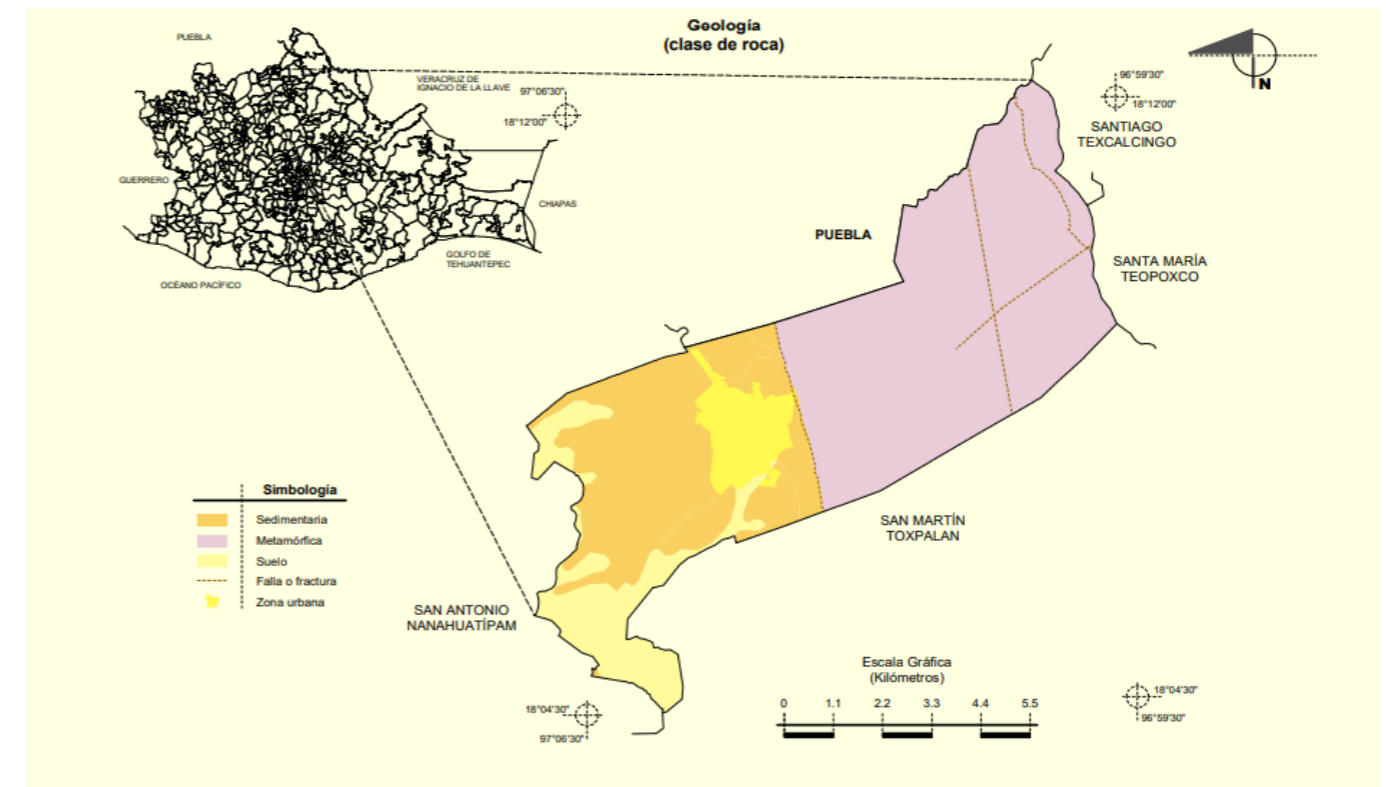 Geología
(clase de roca)
PUEBLA
VERACRUZ DE
IGNACIO DE LA LLAVE
97°06'30"
18°12'00"
96°59'30"
18°12'00"
N
SANTIAGO
TEXCALCINGO
GUERRERO
CHIAPAS
PUEBLA
GOLFO DE
TEHUANTEPEC
SANTA MARÍA
TEOPOXCO
OCÉANO PACÍFICO
Simbología
Sedimentaria
Metamórfica
Suelo
Falla o fractura
Zona urbana
SAN MARTÍN
TOXPALAN
SAN ANTONIO
NANAHUATÍPAM
Escala Gráfica
(Kilómetros)
0 1.1 2.2 3.3 4.4 5.5
18°04'30"
97°06'30"
18°04'30"
96°59'30"